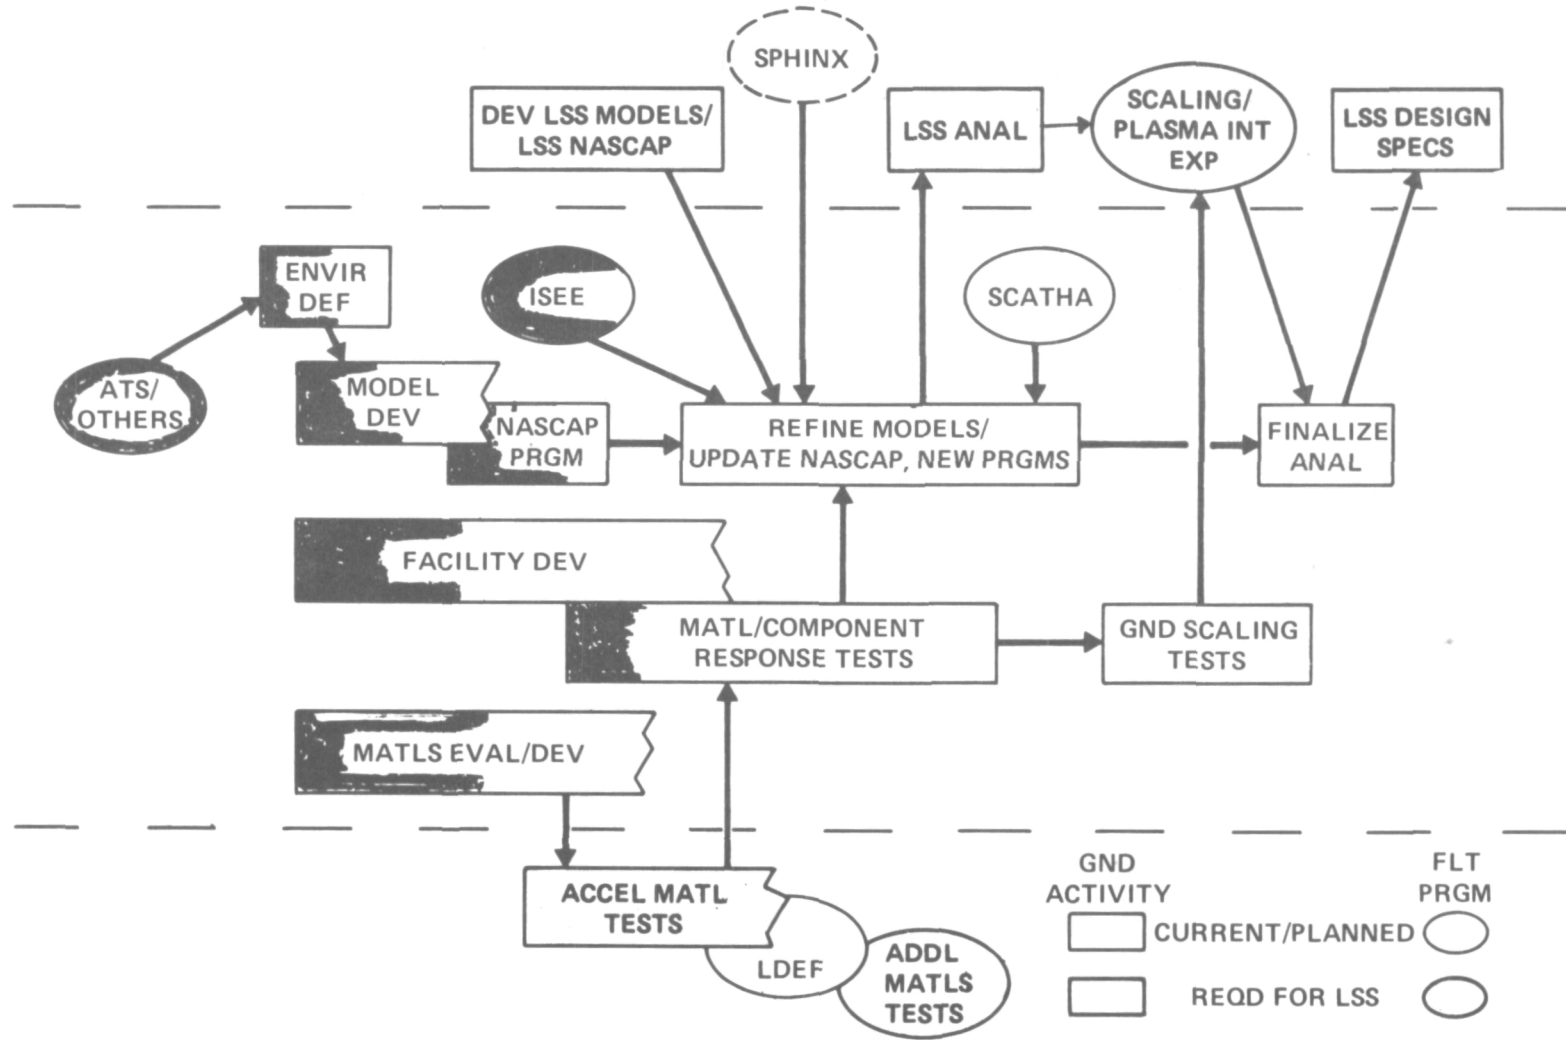 SPHINX
DEV LSS MODELS/
LSS NASCAP
LSS ANAL
SCALING/
PLASMA INT
EXP
LSS DESIGN
SPECS
ENVIR
DEF
ISEE
SCATHA
ATS/
OTHERS
MODEL
DEV
NASCAP
PRGM
REFINE MODELS/
UPDATE NASCAP, NEW PRGMS
FINALIZE
ANAL
FACILITY DEV
MATL/COMPONENT
RESPONSE TESTS
GND SCALING
TESTS
MATLS EVAL/DEV
ACCEL MATL
TESTS
LDEF
ADDL
MATLS
TESTS
GND
ACTIVITY
FLT
PRGM
CURRENT/PLANNED
REQD FOR LSS